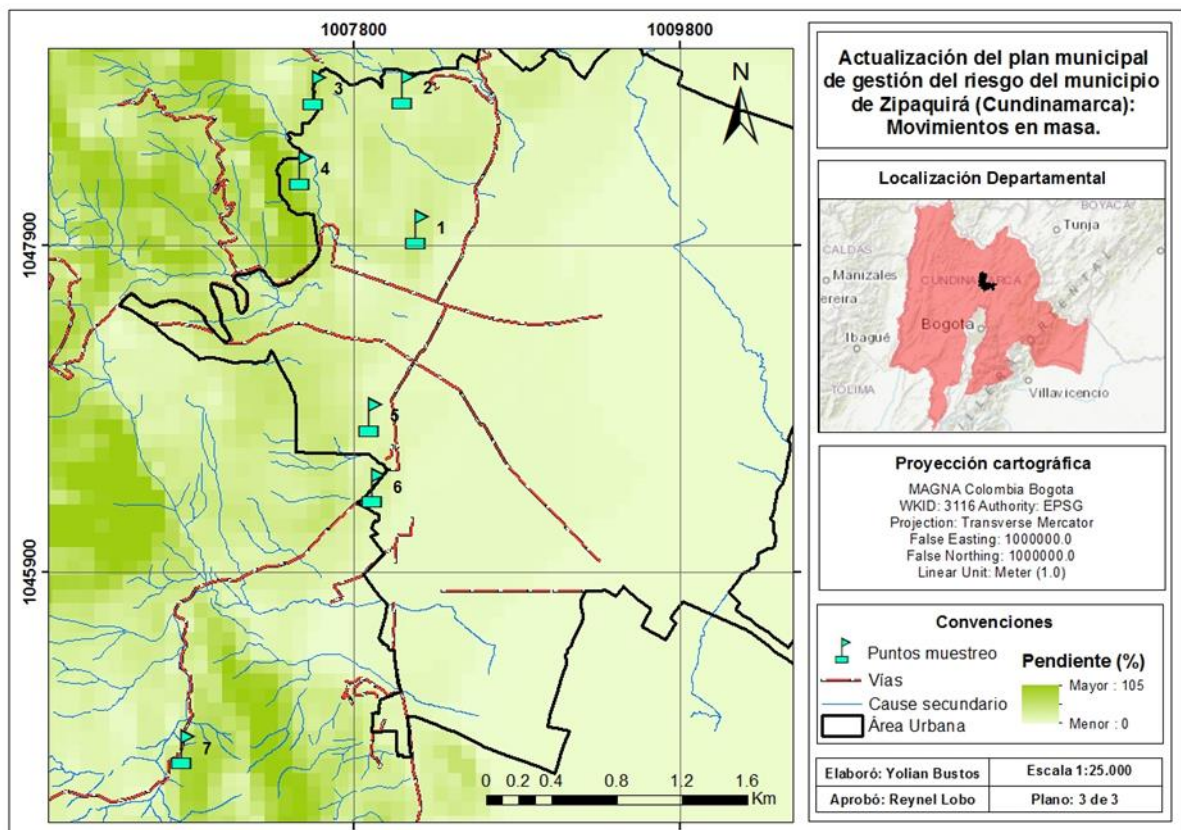 1007800
1009800
N
3
2
4
1
1047900
5
6
1045900
7
0 0.2 0.4 0.8 1.2 1.6
Km
Actualización del plan municipal
de gestión del riesgo del municipio
de Zipaquirá (Cundinamarca):
Movimientos en masa.
Localización Departamental
BOYACA
Tunja
CALDAS
Manizales
CUNDINAMARCA
ereira
Bogota
Ibagué
TOLIMA
Villavicencio
Proyección cartográfica
MAGNA Colombia Bogota
WKID: 3116 Authority: EPSG
Projection: Transverse Mercator
False Easting: 1000000.0
False Northing: 1000000.0
Linear Unit: Meter (1.0)
Convenciones
Puntos muestreo
Vías
Cause secundario
Área Urbana
Pendiente (%)
Mayor : 105
Menor : 0
Elaboró: Yolian Bustos
Escala 1:25.000
Aprobó: Reynel Lobo
Plano: 3 de 3